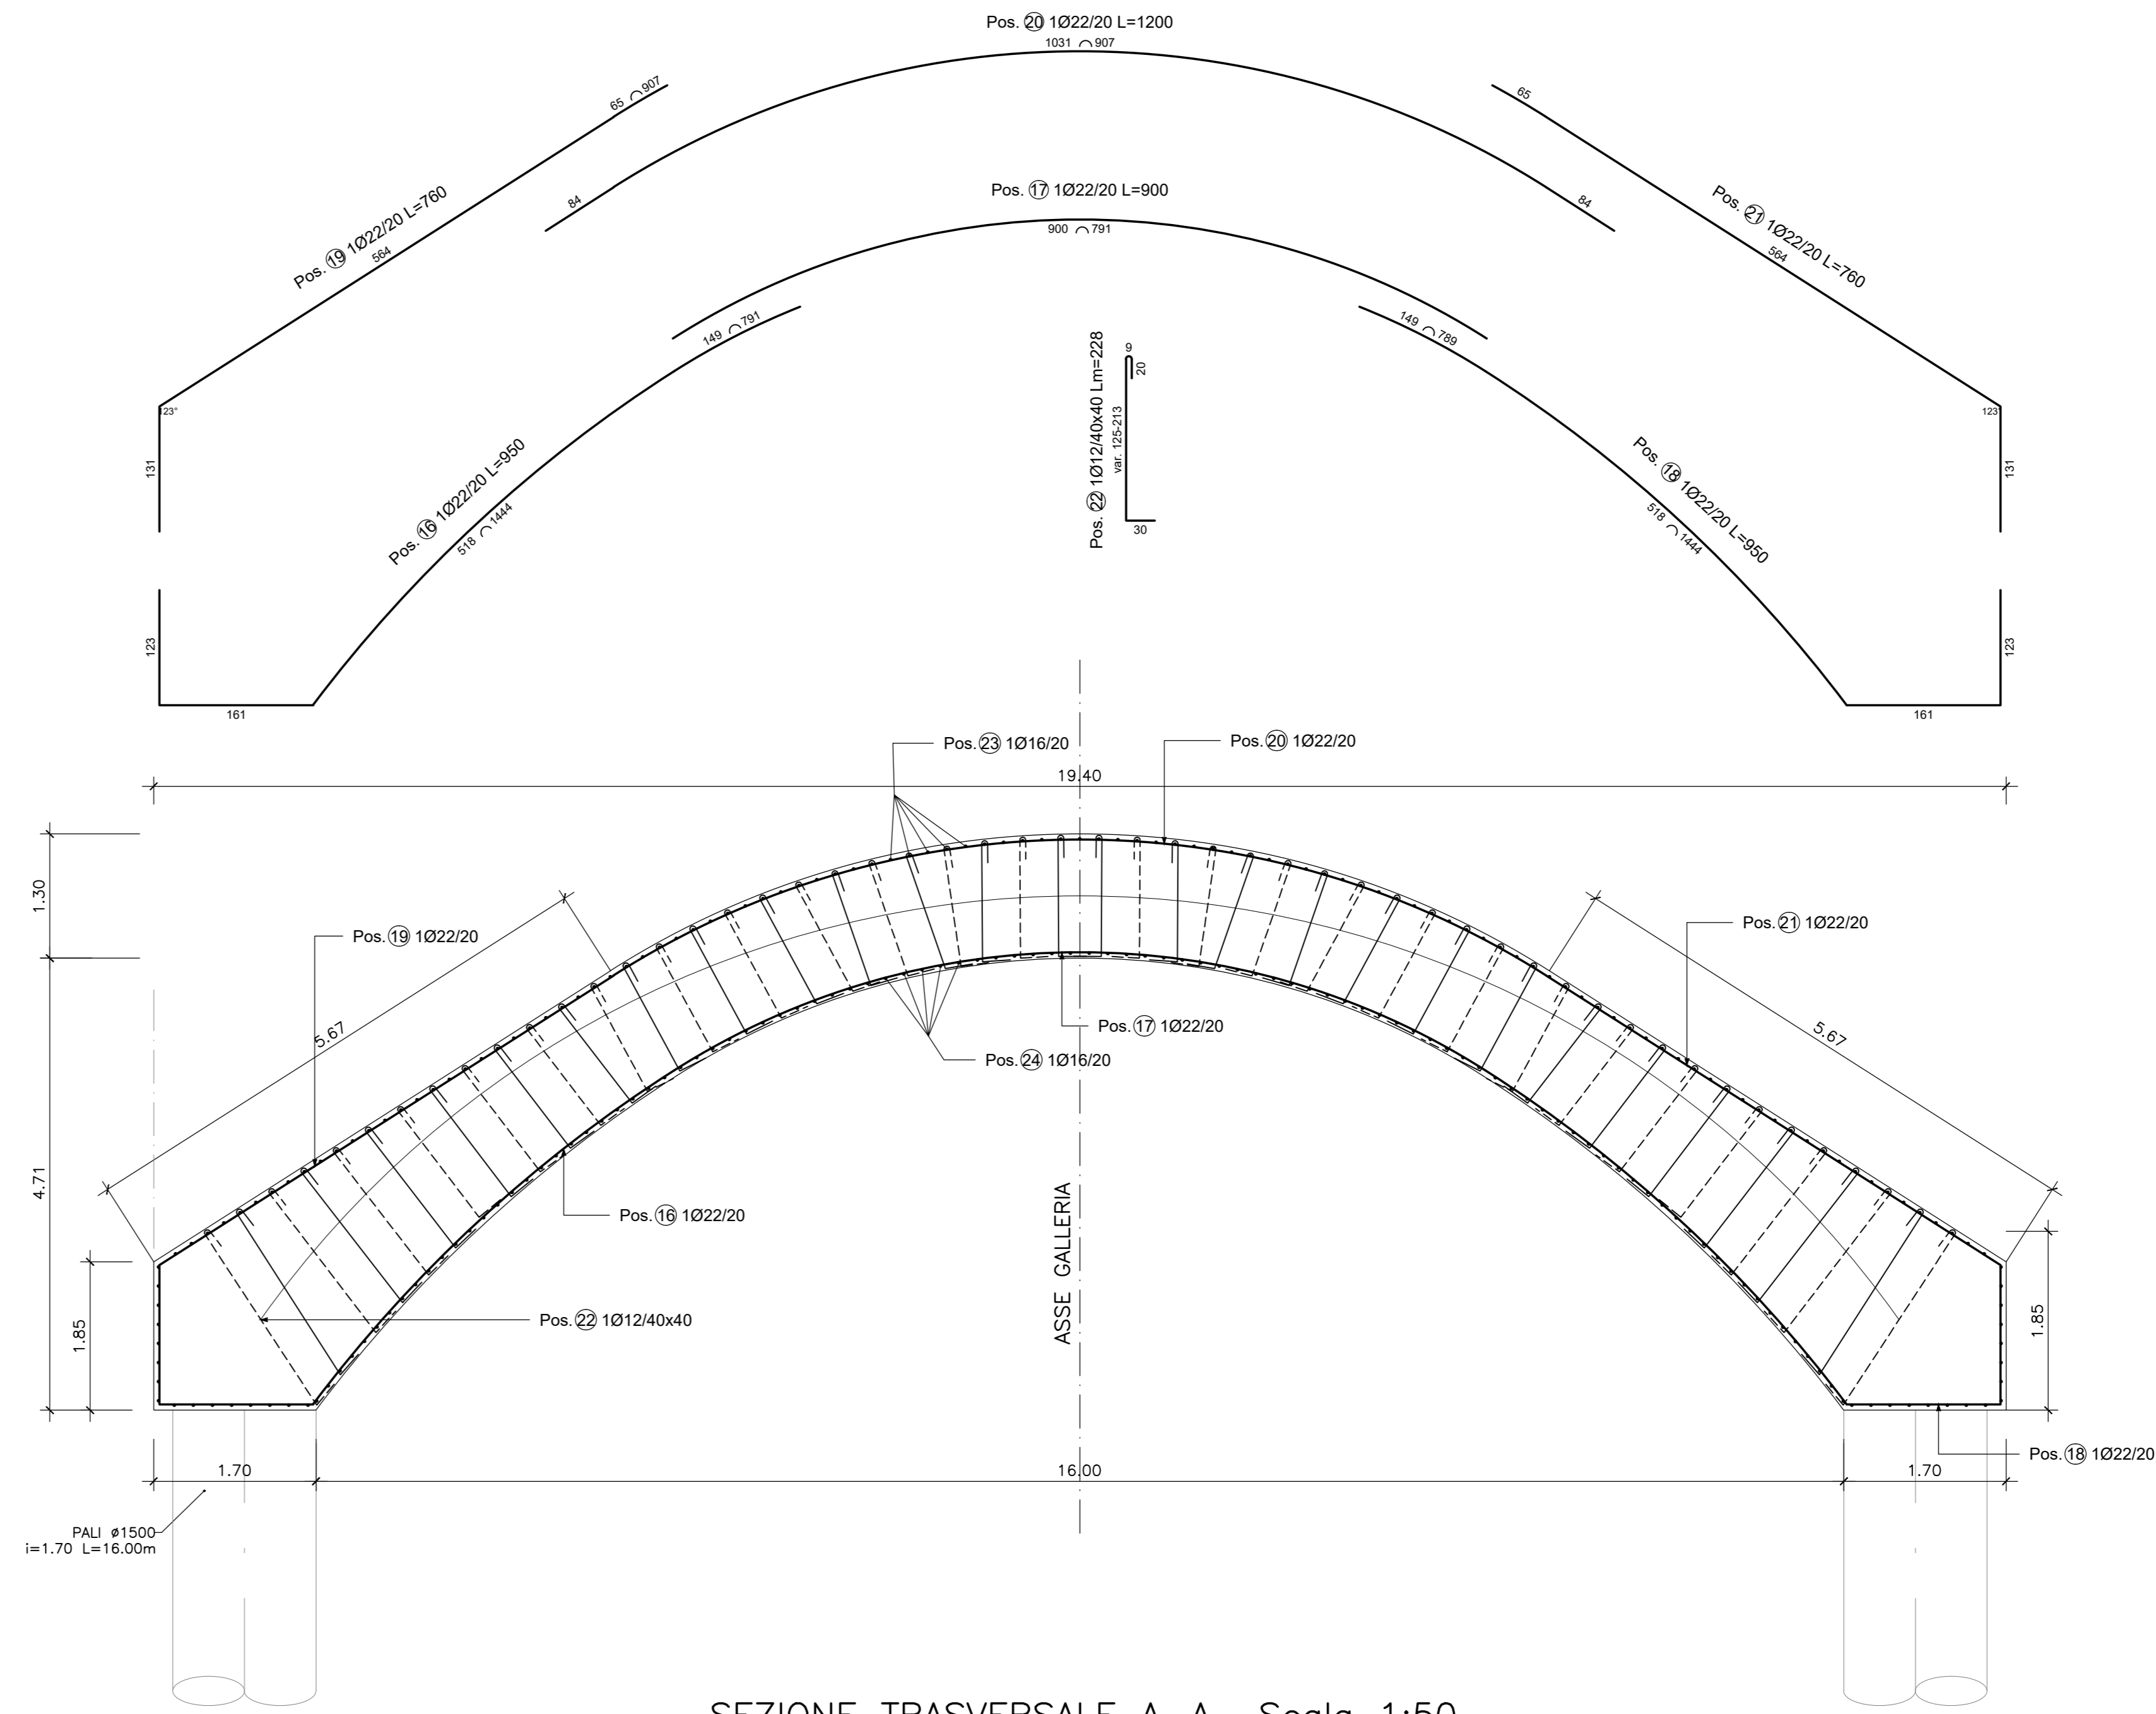 Pos. 20 1Ø22/20 L=1200
1031 907
65 907
65
Pos. 19 1Ø22/20 L=760
564
84
84
Pos. 17 1Ø22/20 L=900
900 791
Pos. 21 1Ø22/20 L=760
564
149 791
149 789
Pos. 22 1Ø12/40x40 Lm=228
var. 125-213
9
20
30
123°
123°
131
131
Pos. 16 1Ø22/20 L=950
518 1444
Pos. 18 1Ø22/20 L=950
518 1444
123
123
161
161
Pos. 23 1Ø16/20
Pos. 20 1Ø22/20
19.40
1.30
Pos. 19 1Ø22/20
Pos. 21 1Ø22/20
5.67
5.67
Pos. 17 1Ø22/20
Pos. 24 1Ø16/20
4.71
Pos. 16 1Ø22/20
ASSE GALLERIA
1.85
Pos. 22 1Ø12/40x40
1.85
Pos. 18 1Ø22/20
1.70
16.00
1.70
PALI ø1500
i=1.70 L=16.00m
SEZIONE TRASVERSALE A-A Scala 1:50